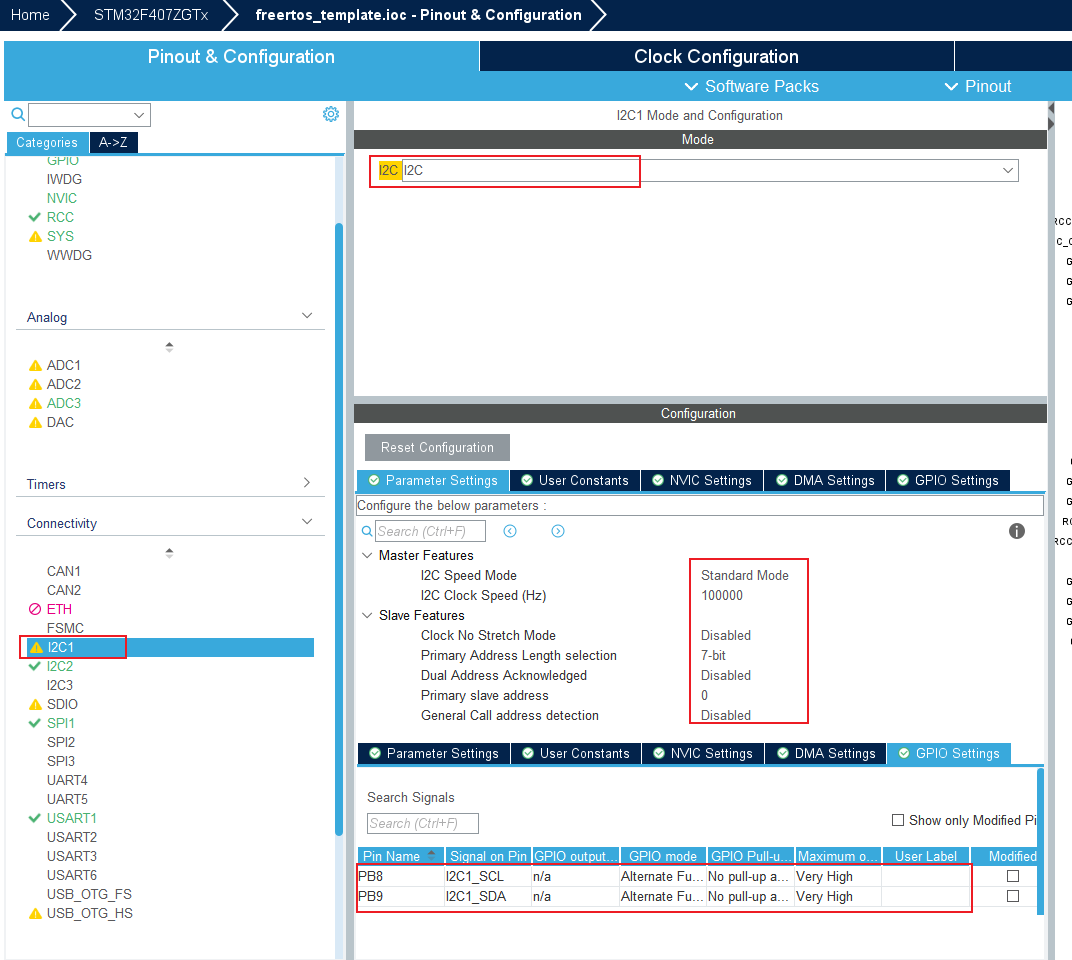 Home STM32F407ZGTx freertos_template.ioc - Pinout & Configuration
Pinout & Configuration Clock Configuration
Software Packs Pinout
Categories A->Z
GPIO
IWDG
NVIC
RCC
SYS
WWDG
Analog
ADC1
ADC2
ADC3
DAC
Timers
Connectivity
CAN1
CAN2
ETH
FSMC
I2C1
I2C2
I2C3
SDIO
SPI1
SPI2
SPI3
UART4
UART5
USART1
USART2
USART3
USART6
USB_OTG_FS
USB_OTG_HS
I2C1 Mode and Configuration
Mode
I2C I2C
Configuration
Reset Configuration
Parameter Settings User Constants NVIC Settings DMA Settings GPIO Settings
Configure the below parameters :
Search (Ctrl+F)
Master Features
I2C Speed Mode Standard Mode
I2C Clock Speed (Hz) 100000
Slave Features
Clock No Stretch Mode Disabled
Primary Address Length selection 7-bit
Dual Address Acknowledged Disabled
Primary slave address 0
General Call address detection Disabled
Parameter Settings User Constants NVIC Settings DMA Settings GPIO Settings
Search Signals
Search (Ctrl+F)
Show only Modified Pi
Pin Name Signal on Pin GPIO output... GPIO mode GPIO Pull-u... Maximum o... User Label Modified
PB8 I2C1_SCL n/a Alternate Fu... No pull-up a... Very High
PB9 I2C1_SDA n/a Alternate Fu... No pull-up a... Very High
RCC
C_O
G
G
G
G
G
RC
RCC
G
G
G